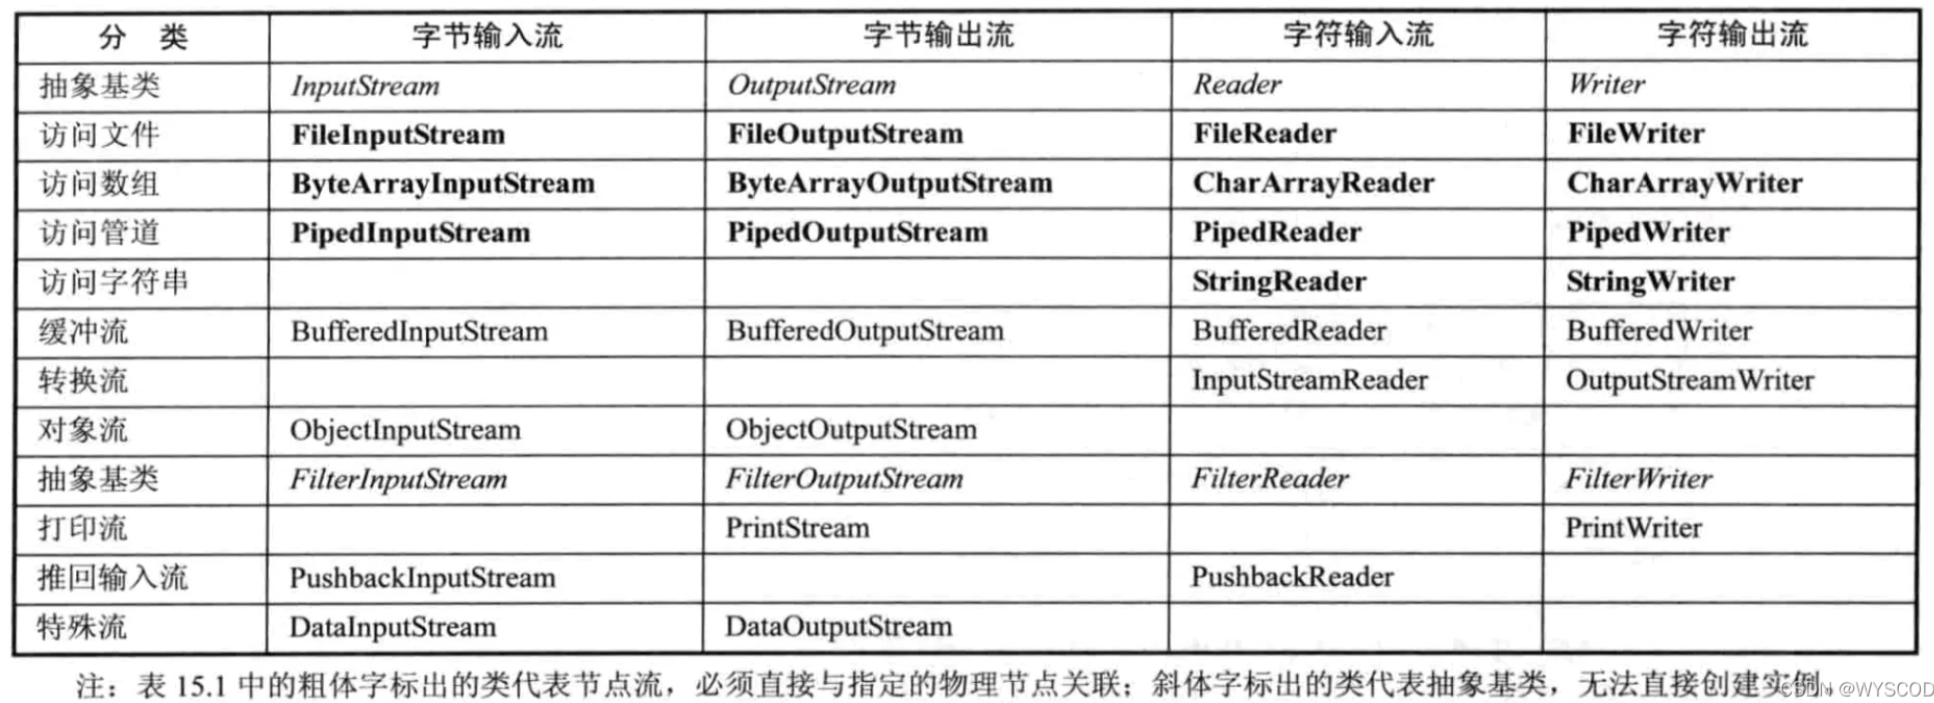 分 类 字节输入流 字节输出流 字符输入流 字符输出流
抽象基类 InputStream OutputStream Reader Writer
访问文件 FileInputStream FileOutputStream FileReader FileWriter
访问数组 ByteArrayInputStream ByteArrayOutputStream CharArrayReader CharArrayWriter
访问管道 PipedInputStream PipedOutputStream PipedReader PipedWriter
访问字符串 StringReader StringWriter
缓冲流 BufferedInputStream BufferedOutputStream BufferedReader BufferedWriter
转换流 InputStreamReader OutputStreamWriter
对象流 ObjectInputStream ObjectOutputStream
抽象基类 FilterInputStream FilterOutputStream FilterReader FilterWriter
打印流 PrintStream PrintWriter
推回输入流 PushbackInputStream PushbackReader
特殊流 DataInputStream DataOutputStream
注：表 15.1 中的粗体字标出的类代表节点流，必须直接与指定的物理节点关联；斜体字标出的类代表抽象基类，无法直接创建实例。
CSDN @WYSCOD